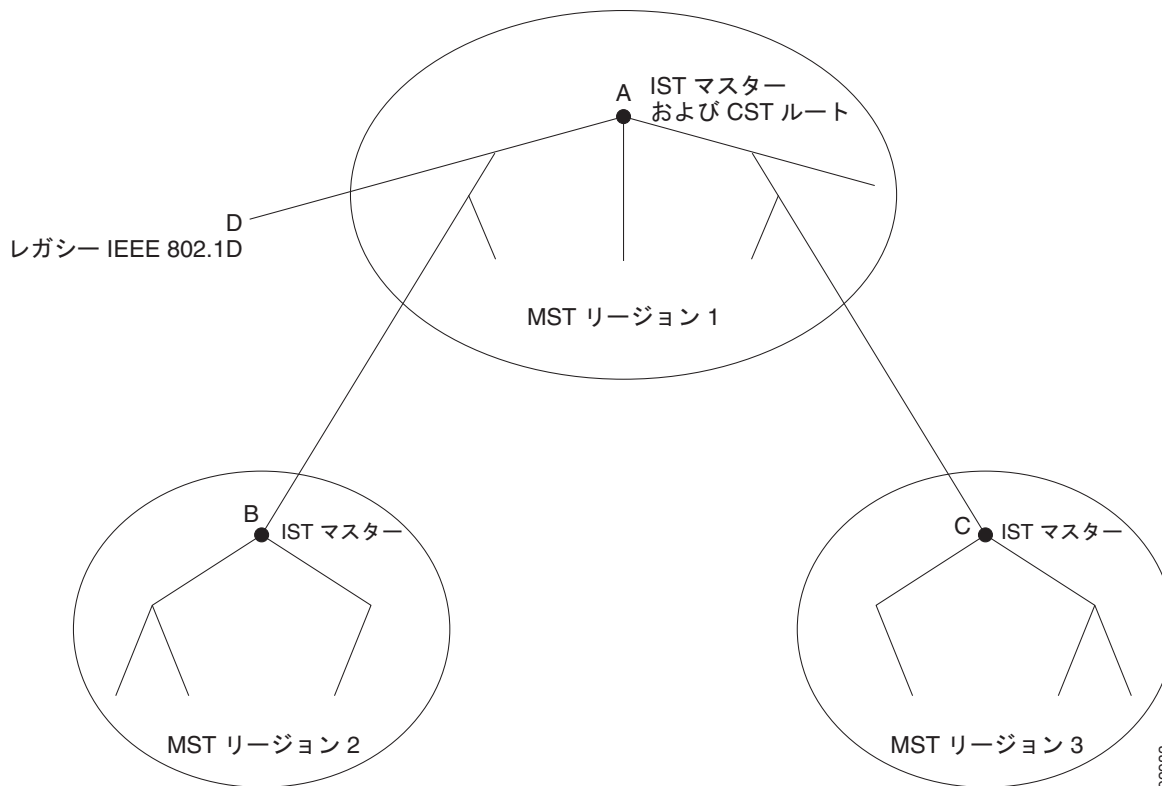 A
IST マスター
および CST ルート
D
レガシー IEEE 802.1D
MST リージョン 1
B
IST マスター
C
IST マスター
MST リージョン 2
MST リージョン 3